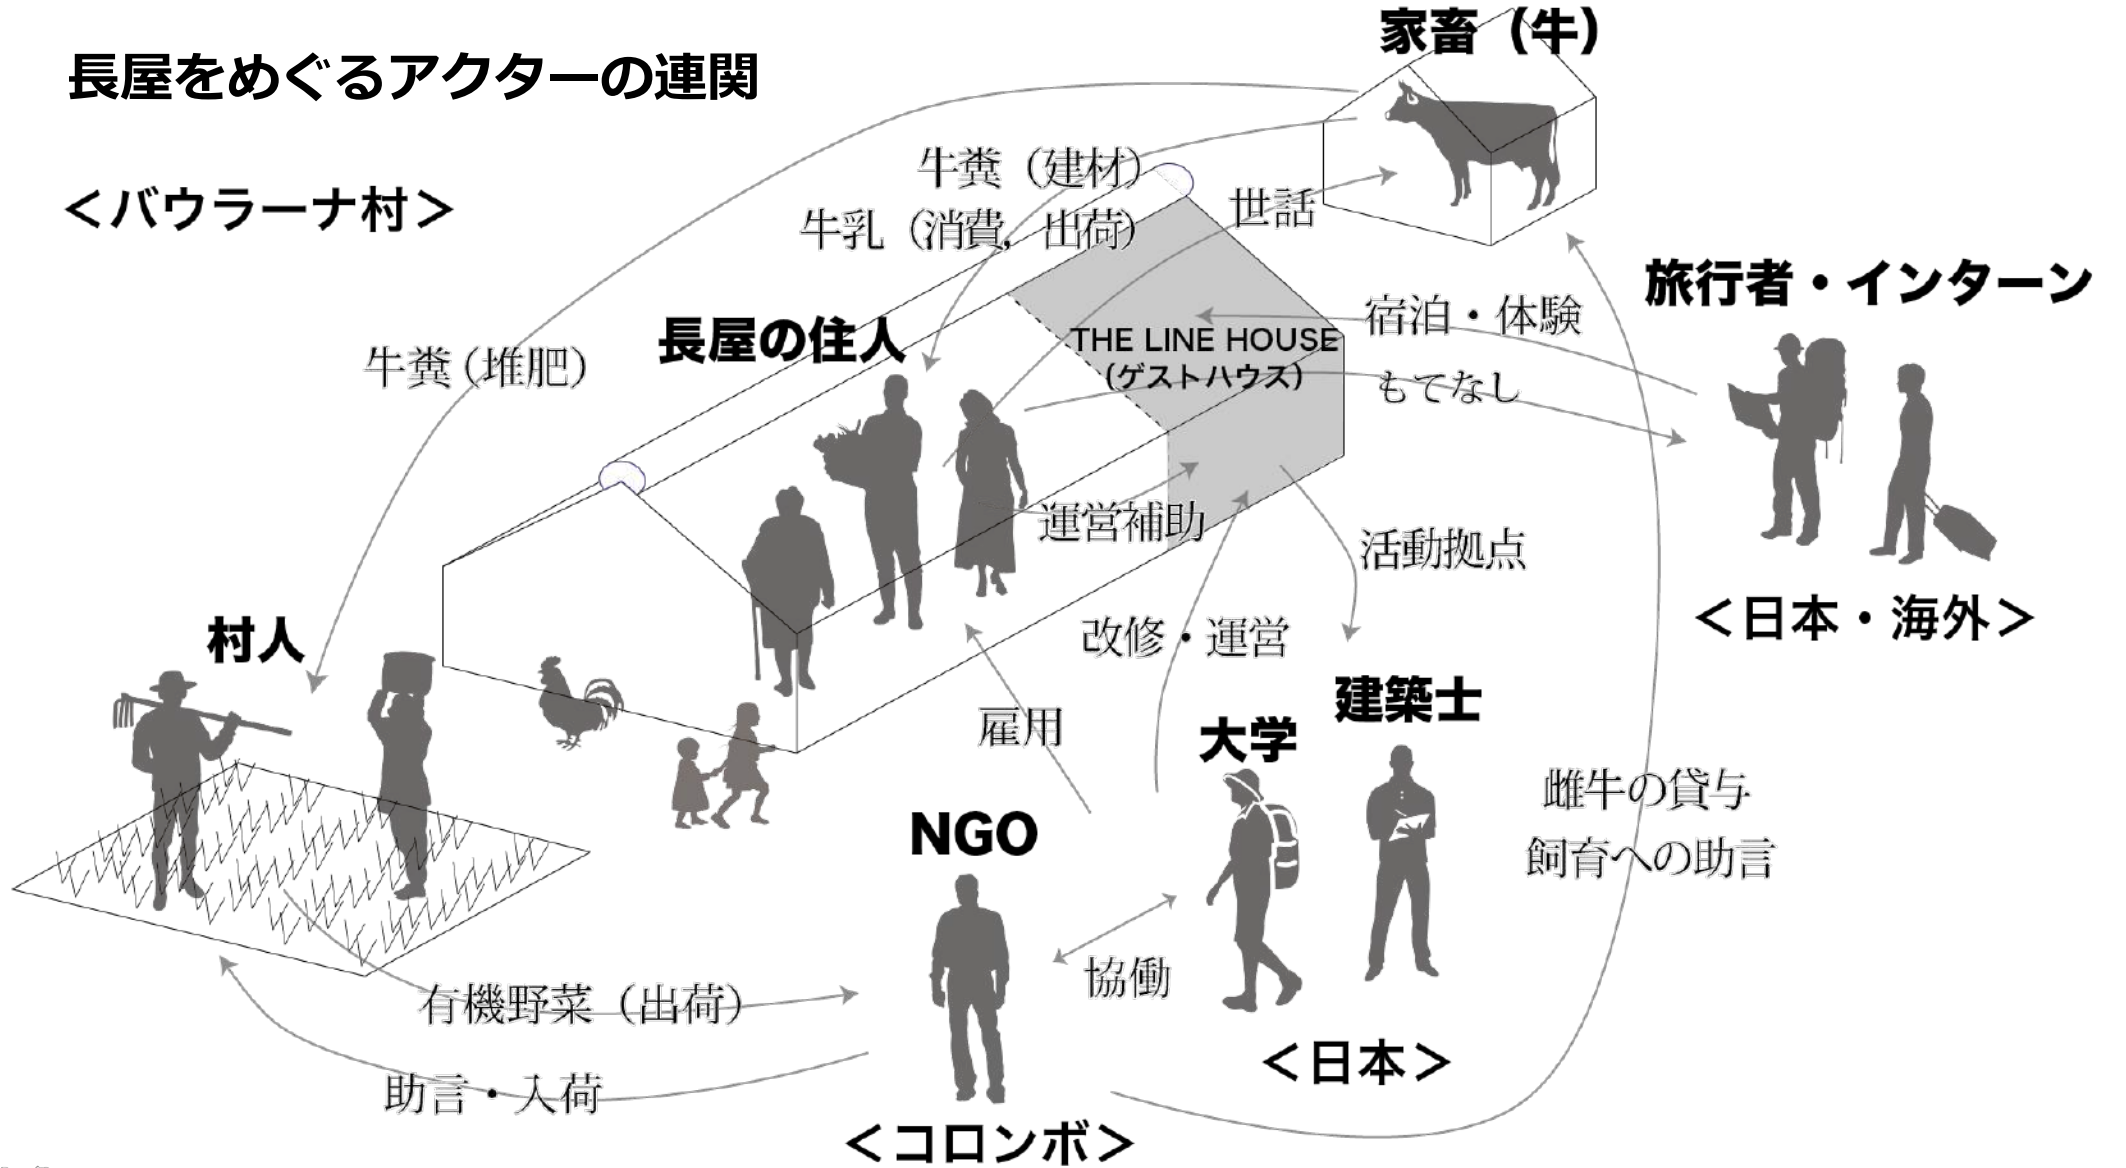 長屋をめぐるアクターの連関
家畜（牛）
＜バウラーナ村＞
牛糞（建材）
牛乳（消費，出荷）
世話
旅行者・インターン
宿泊・体験
長屋の住人
THE LINE HOUSE
（ゲストハウス）
もてなし
牛糞（堆肥）
運営補助
活動拠点
＜日本・海外＞
村人
改修・運営
建築士
雇用
大学
雌牛の貸与
飼育への助言
NGO
協働
有機野菜（出荷）
＜日本＞
助言・入荷
＜コロンボ＞